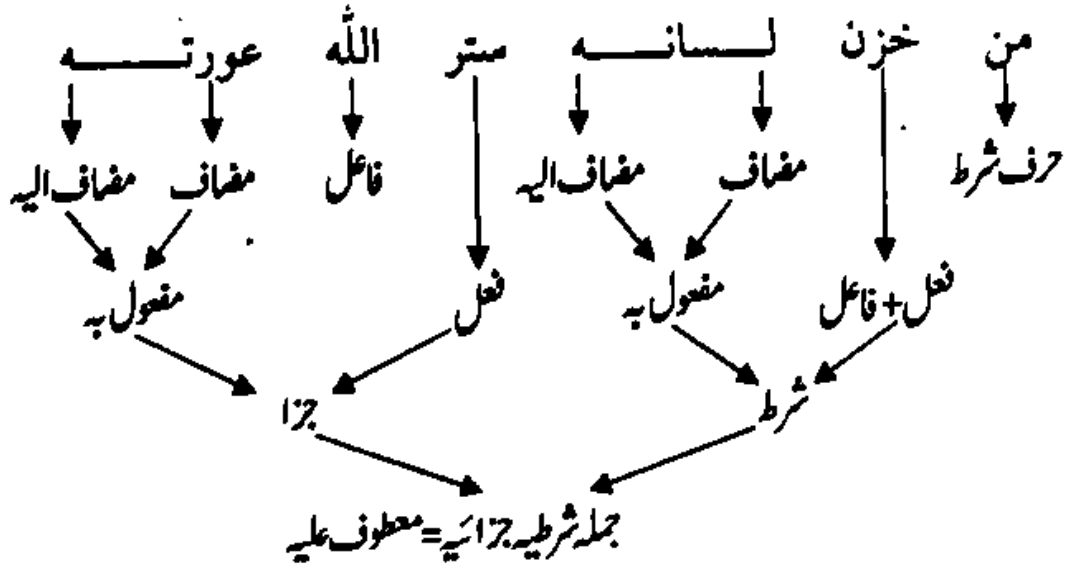 من خزن لسانه ستر الله عورته
حرف شرط مضاف مضاف الیہ فاعل مضاف مضاف الیہ
فعل+فاعل مفعول بہ فعل مفعول بہ
شرط جزا
جملہ شرطیہ جزائیہ=معطوف علیہ